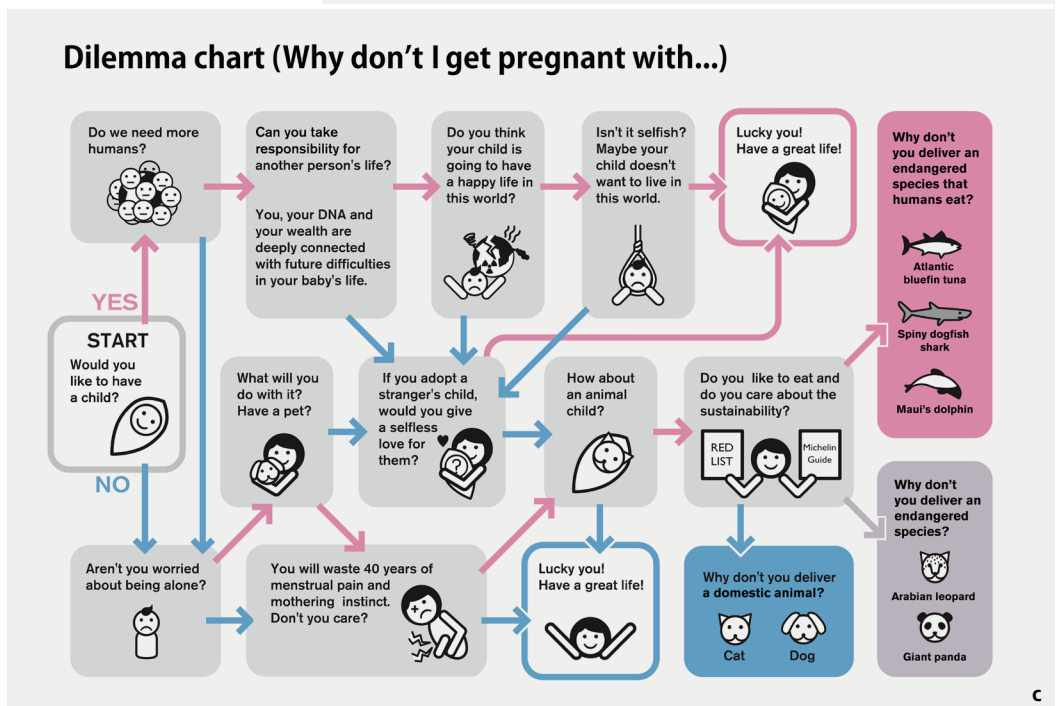 Dilemma chart (Why don't I get pregnant with...)
Do we need more
humans?
Can you take
responsibility for
another person's life?
You, your DNA and
your wealth are
deeply connected
with future difficulties
in your baby's life.
Do you think
your child is
going to have
a happy life in
this world?
Isn't it selfish?
Maybe your
child doesn't
want to live in
this world.
Lucky you!
Have a great life!
Why don't
you deliver an
endangered
species that
humans eat?
Atlantic
bluefin tuna
Spiny dogfish
shark
Maui's dolphin
YES
START
Would you
like to have
a child?
NO
What will you
do with it?
Have a pet?
If you adopt a
stranger's child,
would you give
a selfless
love for
them?
?
How about
an animal
child?
Do you like to eat and
do you care about the
sustainability?
RED
LIST
Michelin
Guide
Why don't
you deliver an
endangered
species?
Arabian leopard
Giant panda
Aren't you worried
about being alone?
You will waste 40 years of
menstrual pain and
mothering instinct.
Don't you care?
Lucky you!
Have a great life!
Why don't you deliver
a domestic animal?
Cat
Dog
C